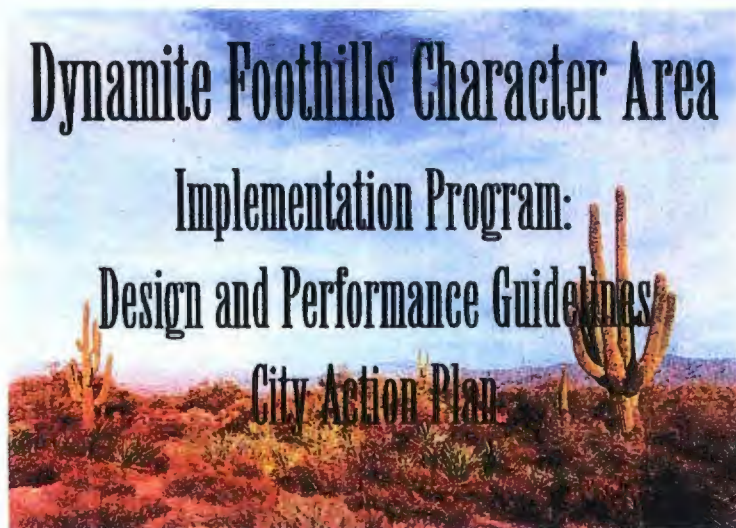 Dynamite Foothills Character Area
Implementation Program:
Design and Performance Guidelines
City Action Plan